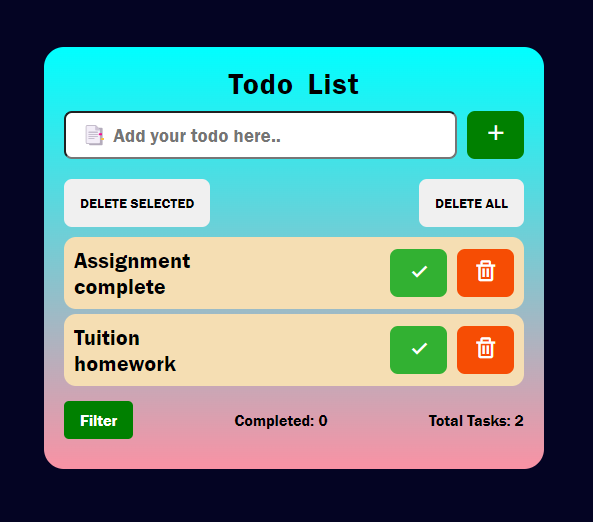 Todo List
📑 Add your todo here..
+
DELETE SELECTED
DELETE ALL
Assignment
complete
Tuition
homework
Filter
Completed: 0
Total Tasks: 2